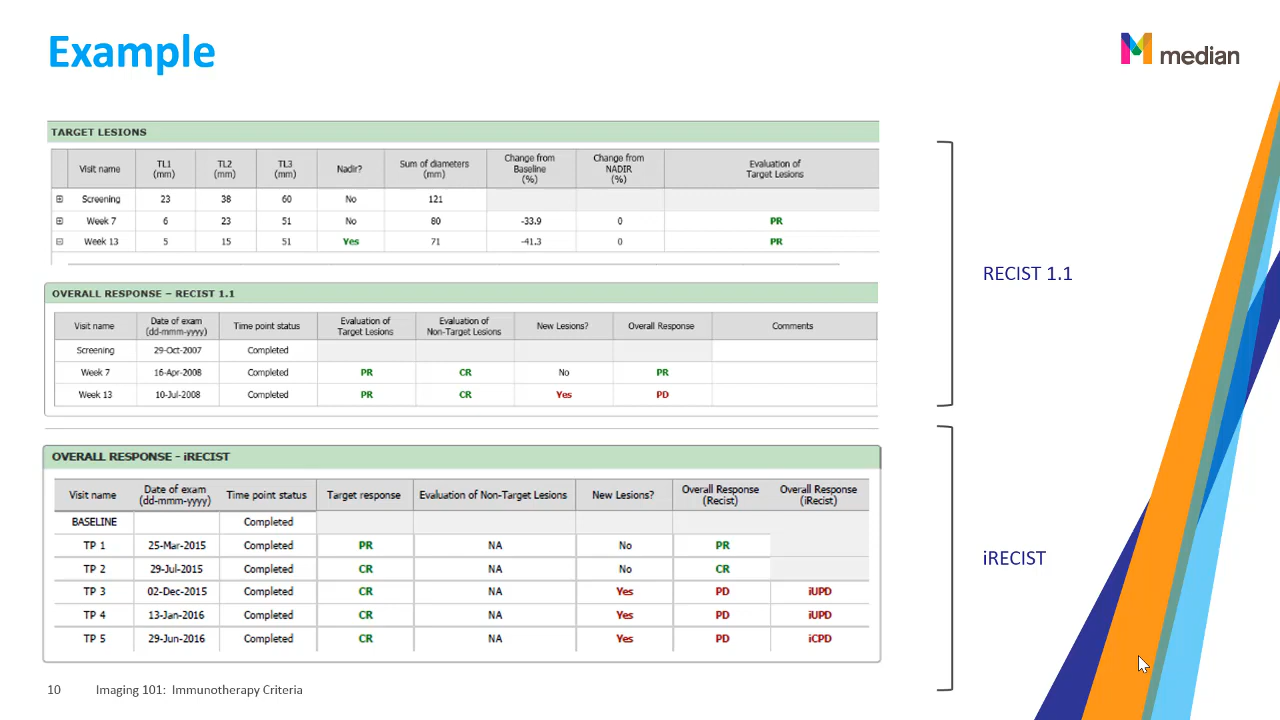 Example
median
TARGET LESIONS
Visit name TL1 (mm) TL2 (mm) TL3 (mm) Nadir? Sum of diameters (mm) Change from Baseline (%) Change from NADIR (%) Evaluation of Target Lesions
Screening 23 38 60 No 121
Week 7 6 23 51 No 80 -33.9 0 PR
Week 13 5 15 51 Yes 71 -41.3 0 PR
RECIST 1.1
OVERALL RESPONSE – RECIST 1.1
Visit name Date of exam (dd-mmm-yyyy) Time point status Evaluation of Target Lesions Evaluation of Non-Target Lesions New Lesions? Overall Response Comments
Screening 29-Oct-2007 Completed
Week 7 16-Apr-2008 Completed PR CR No PR
Week 13 10-Jul-2008 Completed PR CR Yes PD
OVERALL RESPONSE - iRECIST
Visit name Date of exam (dd-mmm-yyyy) Time point status Target response Evaluation of Non-Target Lesions New Lesions? Overall Response (Recist) Overall Response (iRecist)
BASELINE Completed
TP 1 25-Mar-2015 Completed PR NA No PR
TP 2 29-Jul-2015 Completed CR NA No CR
TP 3 02-Dec-2015 Completed CR NA Yes PD iUPD
TP 4 13-Jan-2016 Completed CR NA Yes PD iUPD
TP 5 29-Jun-2016 Completed CR NA Yes PD iCPD
iRECIST
10 Imaging 101: Immunotherapy Criteria